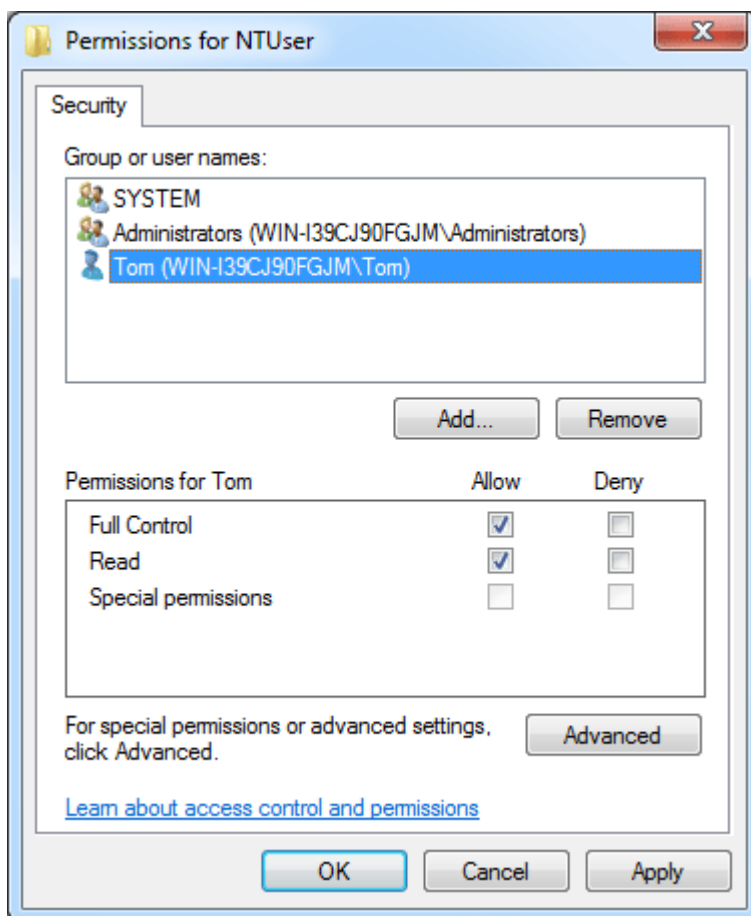 Permissions for NTUser
Security
Group or user names:
SYSTEM
Administrators (WIN-I39CJ90FGJM\Administrators)
Tom (WIN-I39CJ90FGJM\Tom)
Add...
Remove
Permissions for Tom
Allow
Deny
Full Control
Read
Special permissions
For special permissions or advanced settings,
click Advanced.
Advanced
Learn about access control and permissions
OK
Cancel
Apply